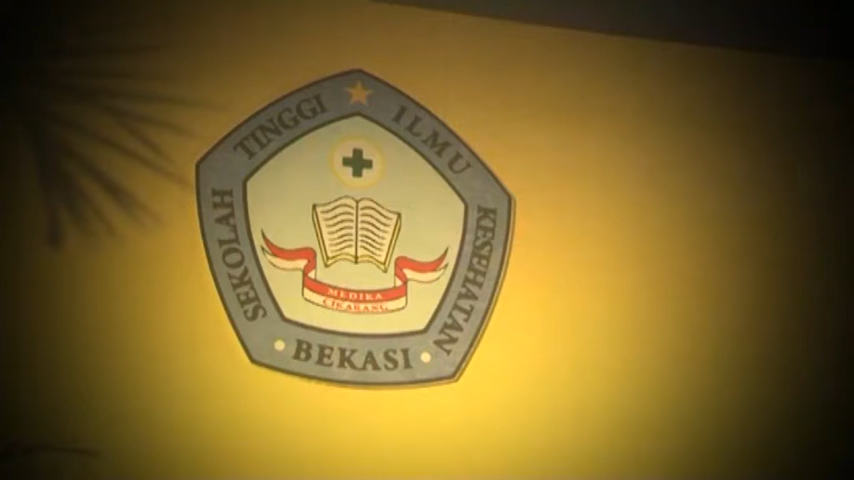 SEKOLAH TINGGI ILMU KESEHATAN
MEDIKA
CIKARANG
BEKASI